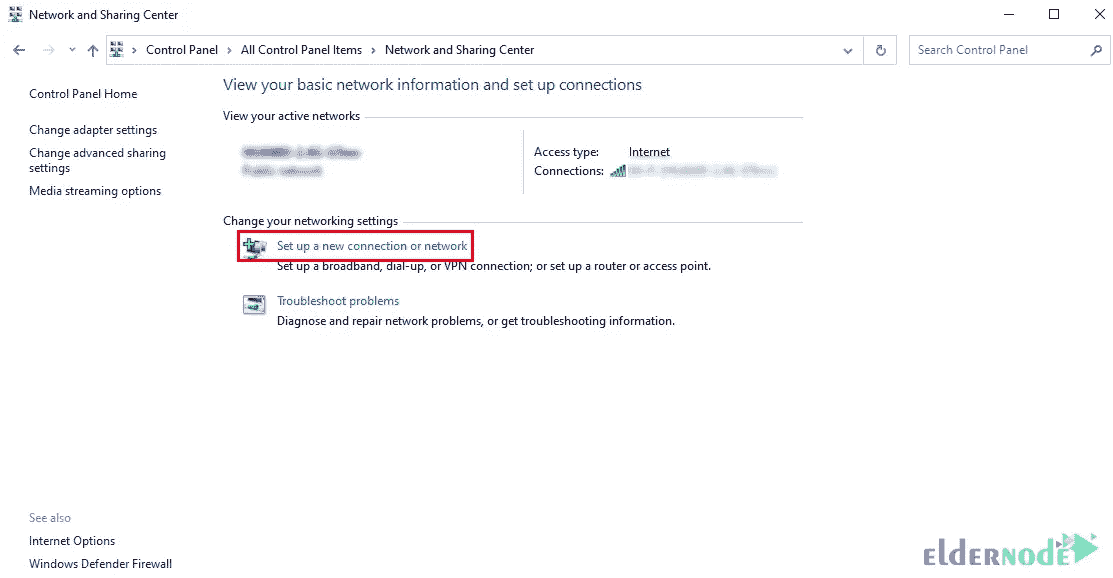 Network and Sharing Center
Control Panel > All Control Panel Items > Network and Sharing Center
Search Control Panel
Control Panel Home
Change adapter settings
Change advanced sharing
settings
Media streaming options
View your basic network information and set up connections
View your active networks
Access type: Internet
Connections:
Change your networking settings
Set up a new connection or network
Set up a broadband, dial-up, or VPN connection; or set up a router or access point.
Troubleshoot problems
Diagnose and repair network problems, or get troubleshooting information.
See also
Internet Options
Windows Defender Firewall
elderNode